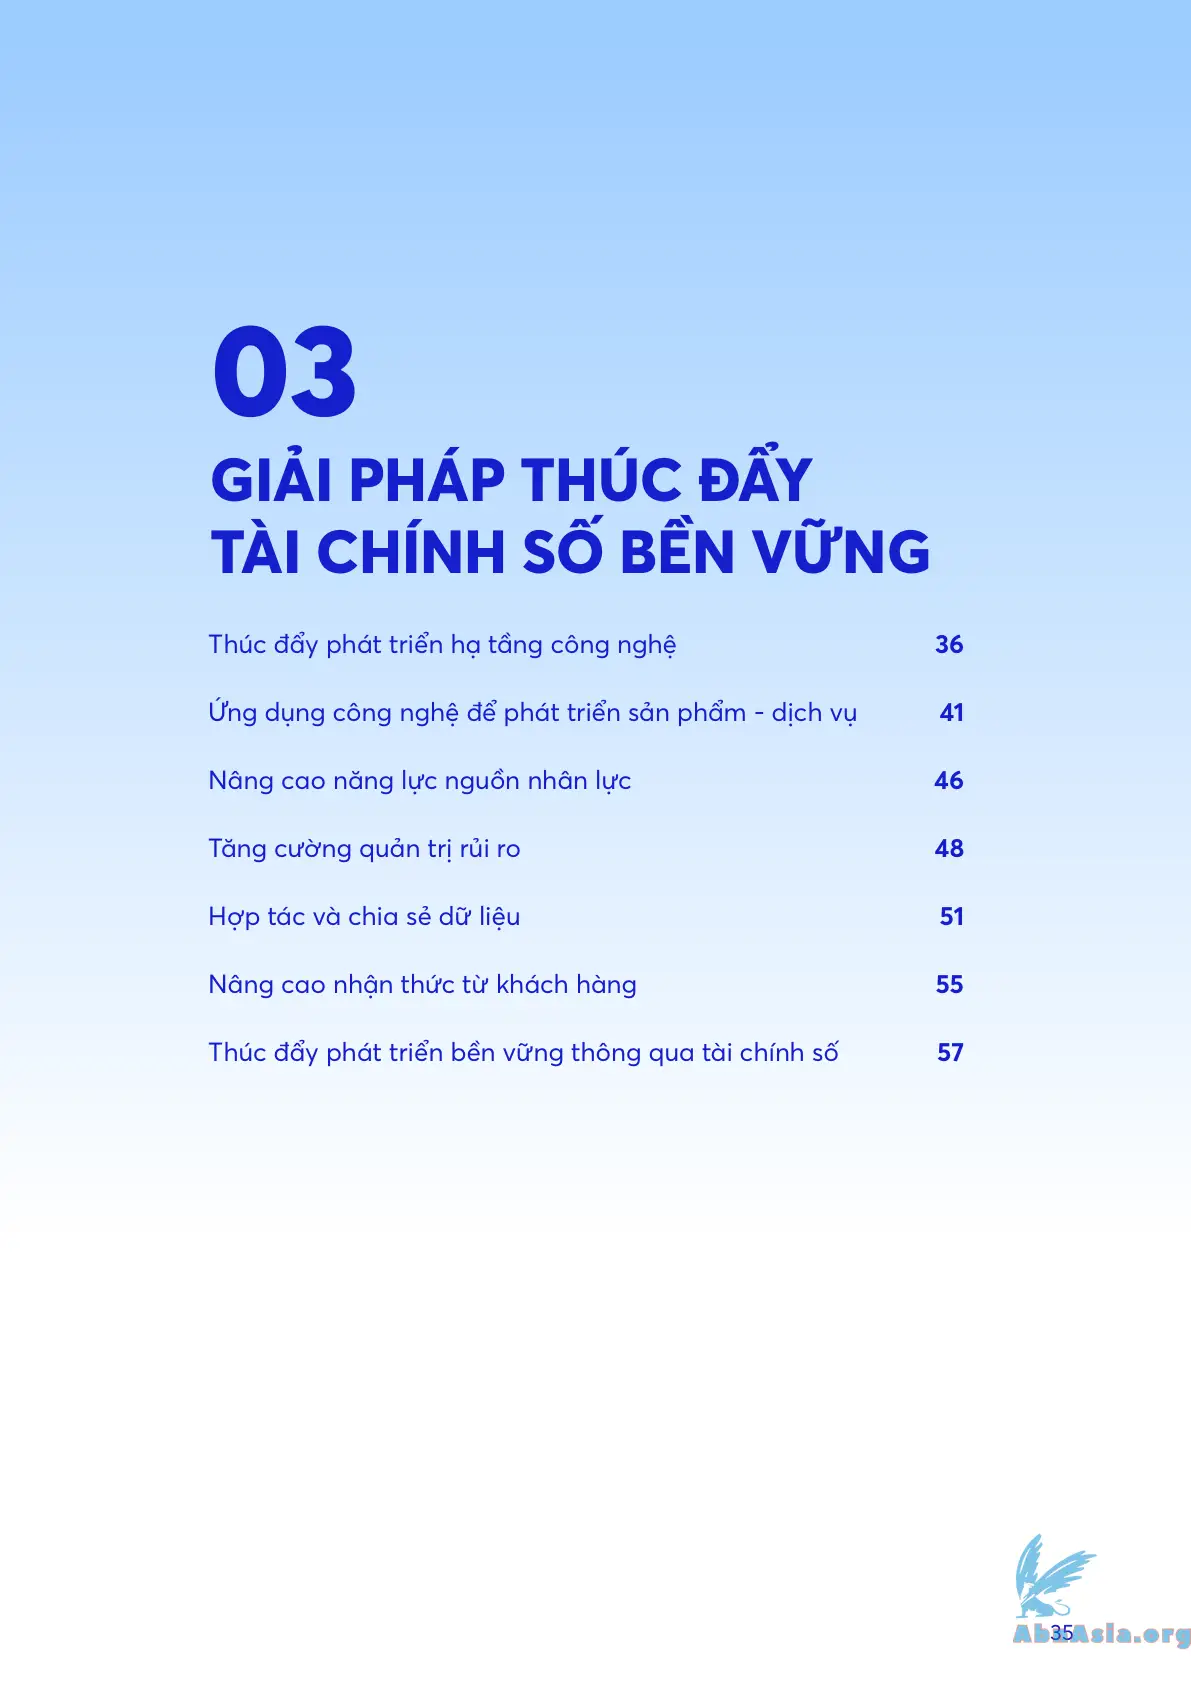 03
GIẢI PHÁP THÚC ĐẨY
TÀI CHÍNH SỐ BỀN VỮNG
Thúc đẩy phát triển hạ tầng công nghệ 36
Ứng dụng công nghệ để phát triển sản phẩm - dịch vụ 41
Nâng cao năng lực nguồn nhân lực 46
Tăng cường quản trị rủi ro 48
Hợp tác và chia sẻ dữ liệu 51
Nâng cao nhận thức từ khách hàng 55
Thúc đẩy phát triển bền vững thông qua tài chính số 57
35